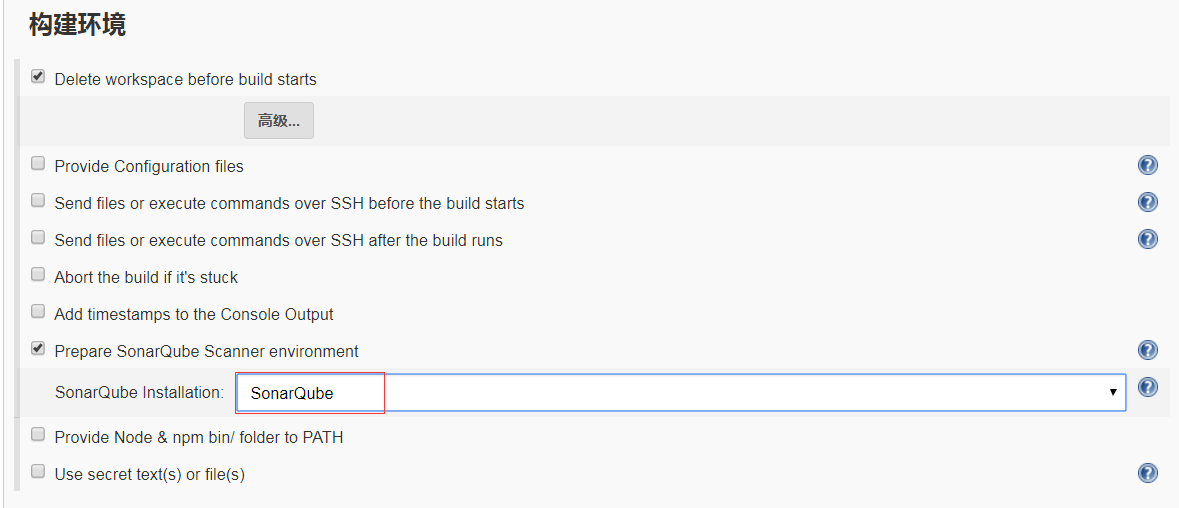 构建环境
Delete workspace before build starts
高级...
Provide Configuration files
Send files or execute commands over SSH before the build starts
Send files or execute commands over SSH after the build runs
Abort the build if it's stuck
Add timestamps to the Console Output
Prepare SonarQube Scanner environment
SonarQube Installation: SonarQube
Provide Node & npm bin/ folder to PATH
Use secret text(s) or file(s)